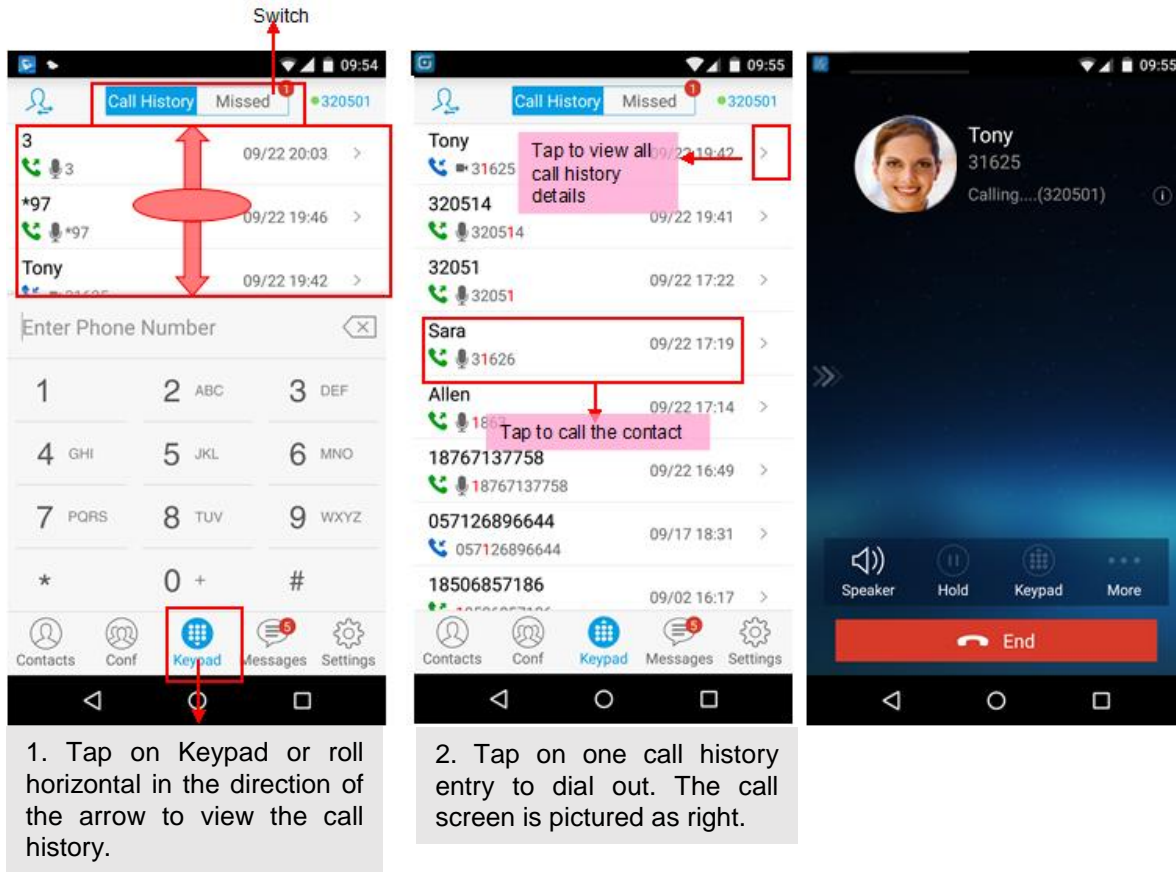 Switch
09:54
Call History Missed 1 320501
3
09/22 20:03
3
*97
09/22 19:46
*97
Tony
09/22 19:42
Enter Phone Number
1 2 ABC 3 DEF
4 GHI 5 JKL 6 MNO
7 PQRS 8 TUV 9 WXYZ
* 0 + #
5
Contacts Conf Keypad Messages Settings
1. Tap on Keypad or roll
horizontal in the direction of
the arrow to view the call
history.
09:55
Call History Missed 1 320501
Tony
09/22 19:42
31625
Tap to view all
call history
details
320514
09/22 19:41
320514
32051
09/22 17:22
32051
Sara
09/22 17:19
31626
Allen
09/22 17:14
Tap to call the contact
18767137758
09/22 16:49
18767137758
057126896644
09/17 18:31
057126896644
18506857186
09/02 16:17
5
Contacts Conf Keypad Messages Settings
2. Tap on one call history
entry to dial out. The call
screen is pictured as right.
09:55
Tony
31625
Calling....(320501)
Speaker Hold Keypad More
End